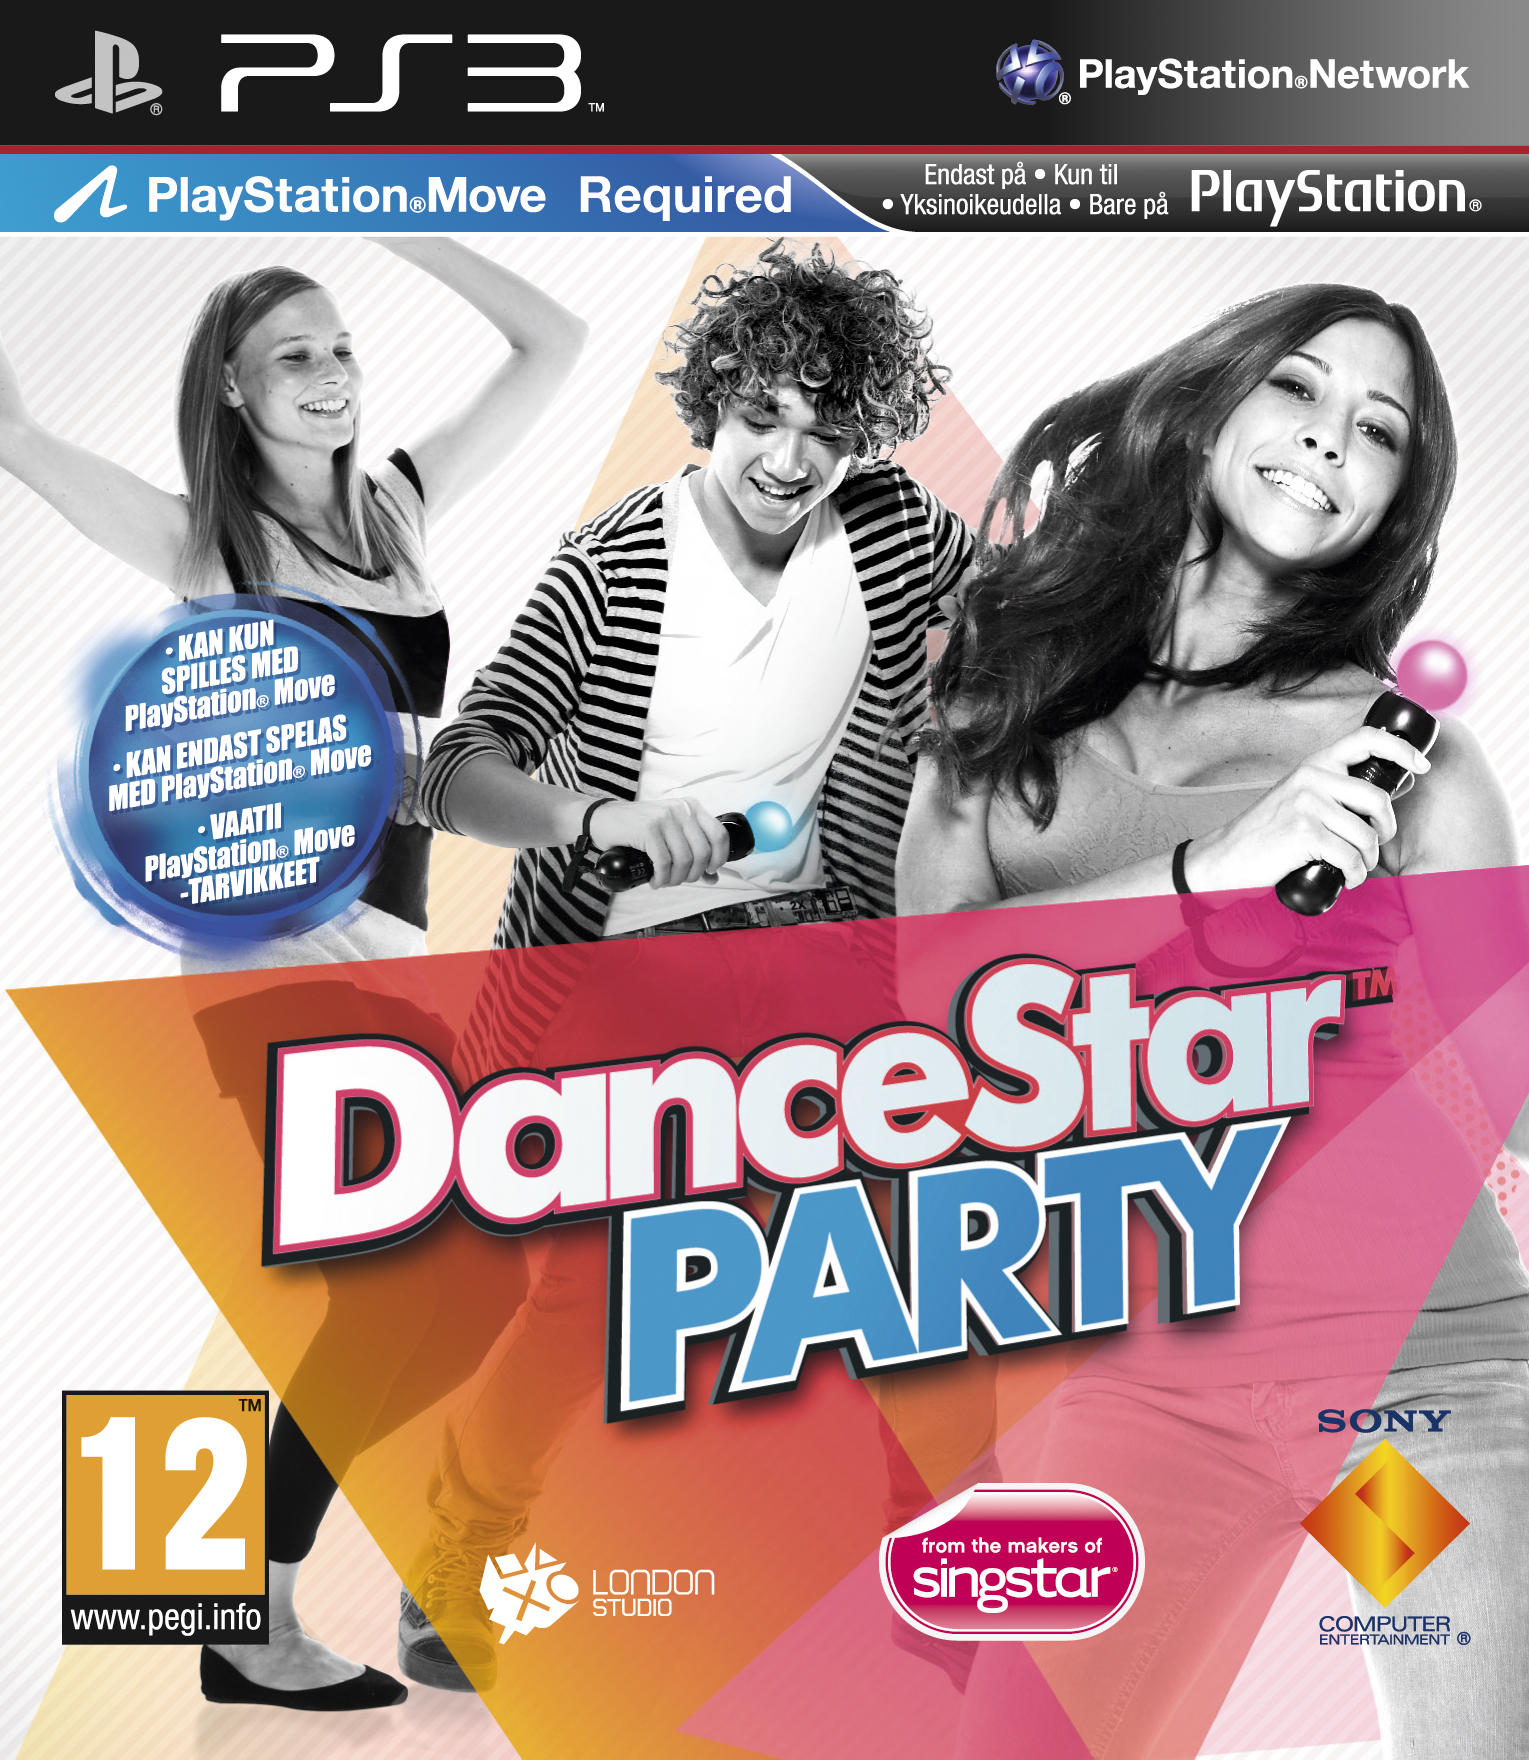 PS3™
PlayStation®Network
PlayStation®Move Required
Endast på • Kun til
• Yksinoikeudella • Bare på
PlayStation®
• KAN KUN
SPILLES MED
PlayStation® Move
• KAN ENDAST SPELAS
MED PlayStation® Move
• VAATII
PlayStation® Move
-TARVIKKEET
DanceStar™
PARTY
12™
www.pegi.info
LONDON
STUDIO
from the makers of
singstar®
SONY
COMPUTER
ENTERTAINMENT ®